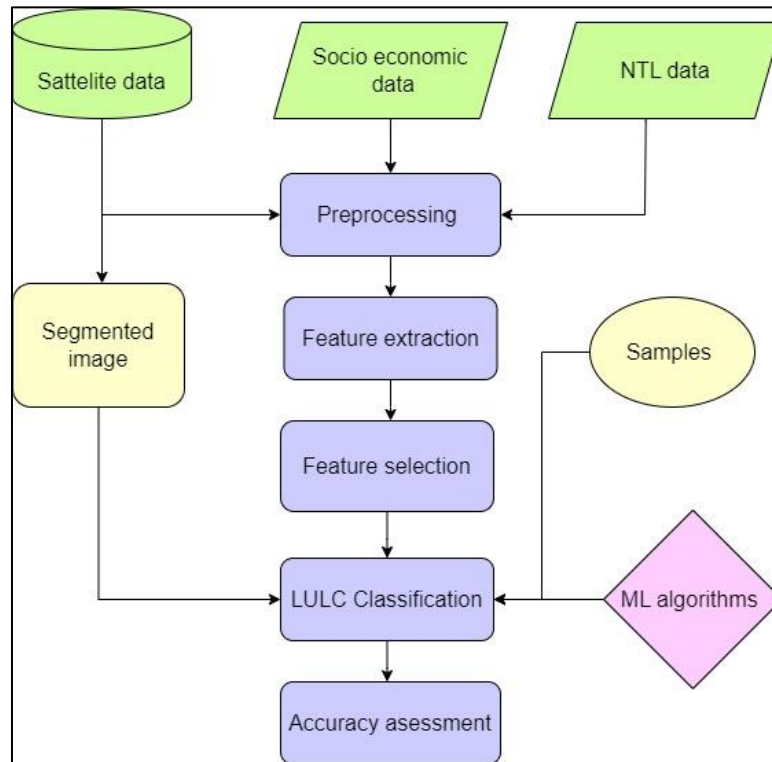 Sattelite data
Socio economic
data
NTL data
Preprocessing
Segmented
image
Feature extraction
Samples
Feature selection
LULC Classification
ML algorithms
Accuracy asessment